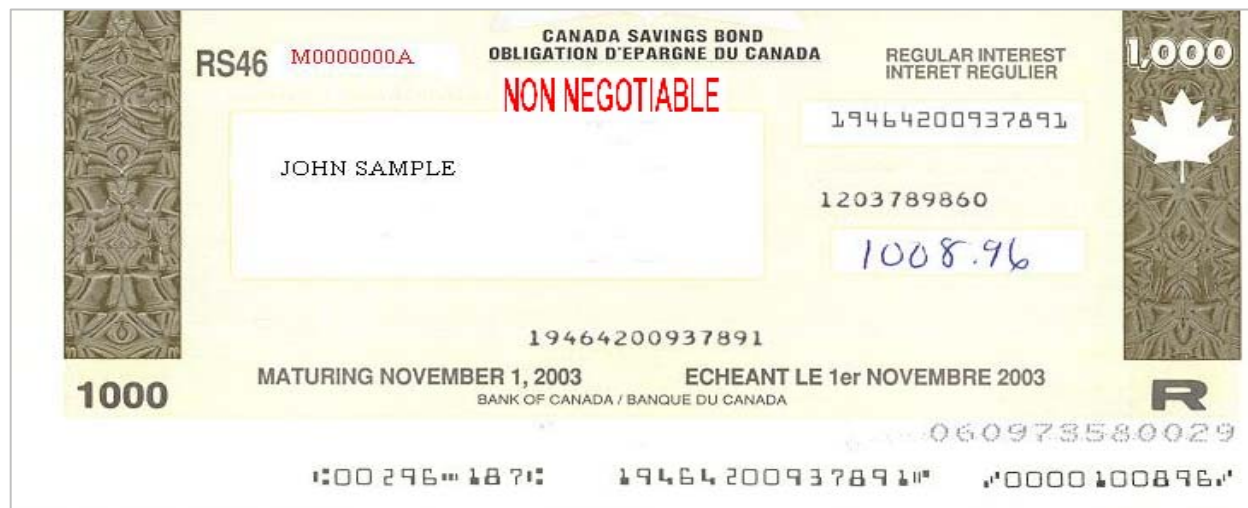 CANADA SAVINGS BOND
OBLIGATION D'EPARGNE DU CANADA
RS46 M0000000A
REGULAR INTEREST
INTERET REGULIER
1,000
NON NEGOTIABLE
19464200937891
JOHN SAMPLE
1203789860
1008.96
19464200937891
MATURING NOVEMBER 1, 2003 ECHEANT LE 1er NOVEMBRE 2003
BANK OF CANADA / BANQUE DU CANADA
1000 R
060973580029
⑆00296⑉187⑆ 19464200937891⑈ ⑇0000100896⑇